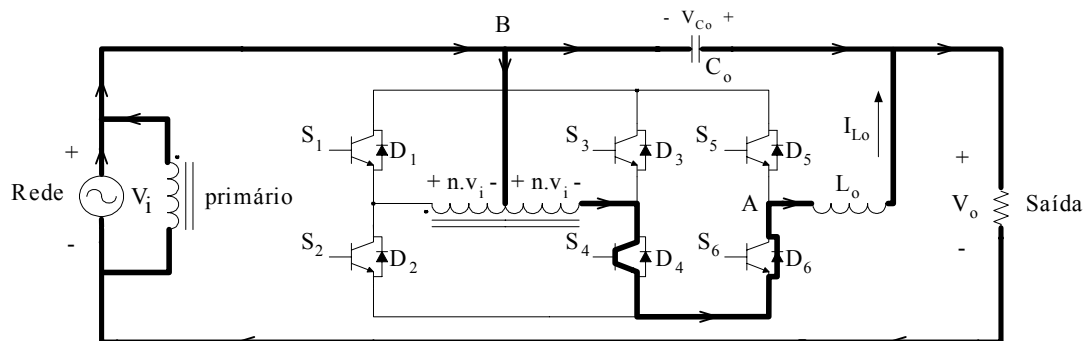 - V_Co +
B
C_o
S_1
D_1
S_3
D_3
S_5
D_5
I_Lo
+
Rede
V_i
primário
-
+ n.v_i - + n.v_i -
A
L_o
+
V_o
Saída
-
S_2
D_2
S_4
D_4
S_6
D_6